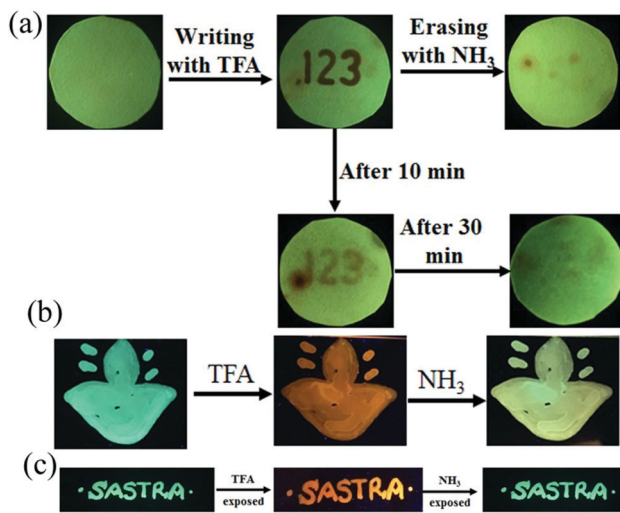 (a)
Writing
with TFA
.123
Erasing
with NH₃
After 10 min
123
After 30
min
(b)
TFA
NH₃
(c)
• SASTRA •
TFA
exposed
• SASTRA •
NH₃
exposed
• SASTRA •